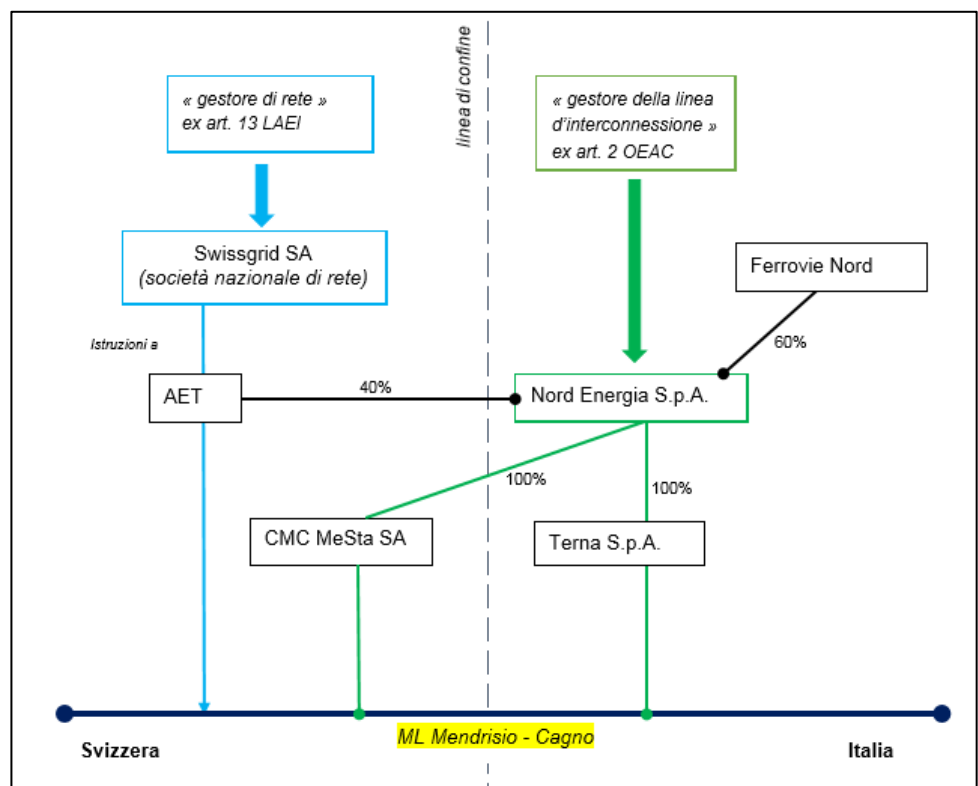 linea di confine
« gestore di rete »
ex art. 13 LAEl
« gestore della linea
d'interconnessione »
ex art. 2 OEAC
Swissgrid SA
(società nazionale di rete)
Ferrovie Nord
60%
Istruzioni a
AET
40%
Nord Energia S.p.A.
100%
100%
CMC MeSta SA
Terna S.p.A.
ML Mendrisio - Cagno
Svizzera
Italia